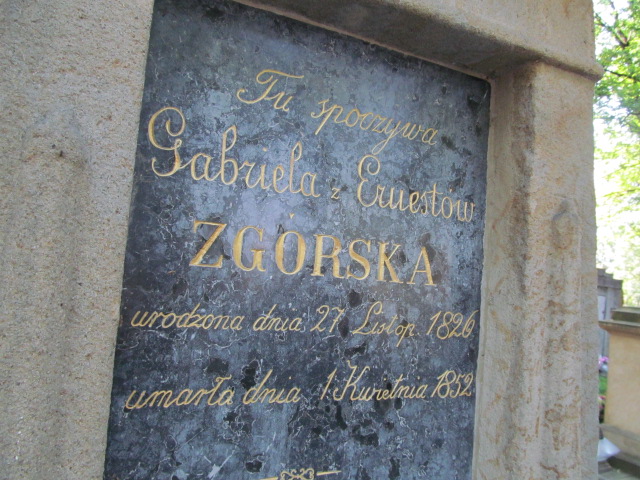 Tu spoczywa
Gabriela z Ernestów
ZGÓRSKA
urodzona dnia 27 Listop. 1826
umarła dnia 1 Kwietnia 1852